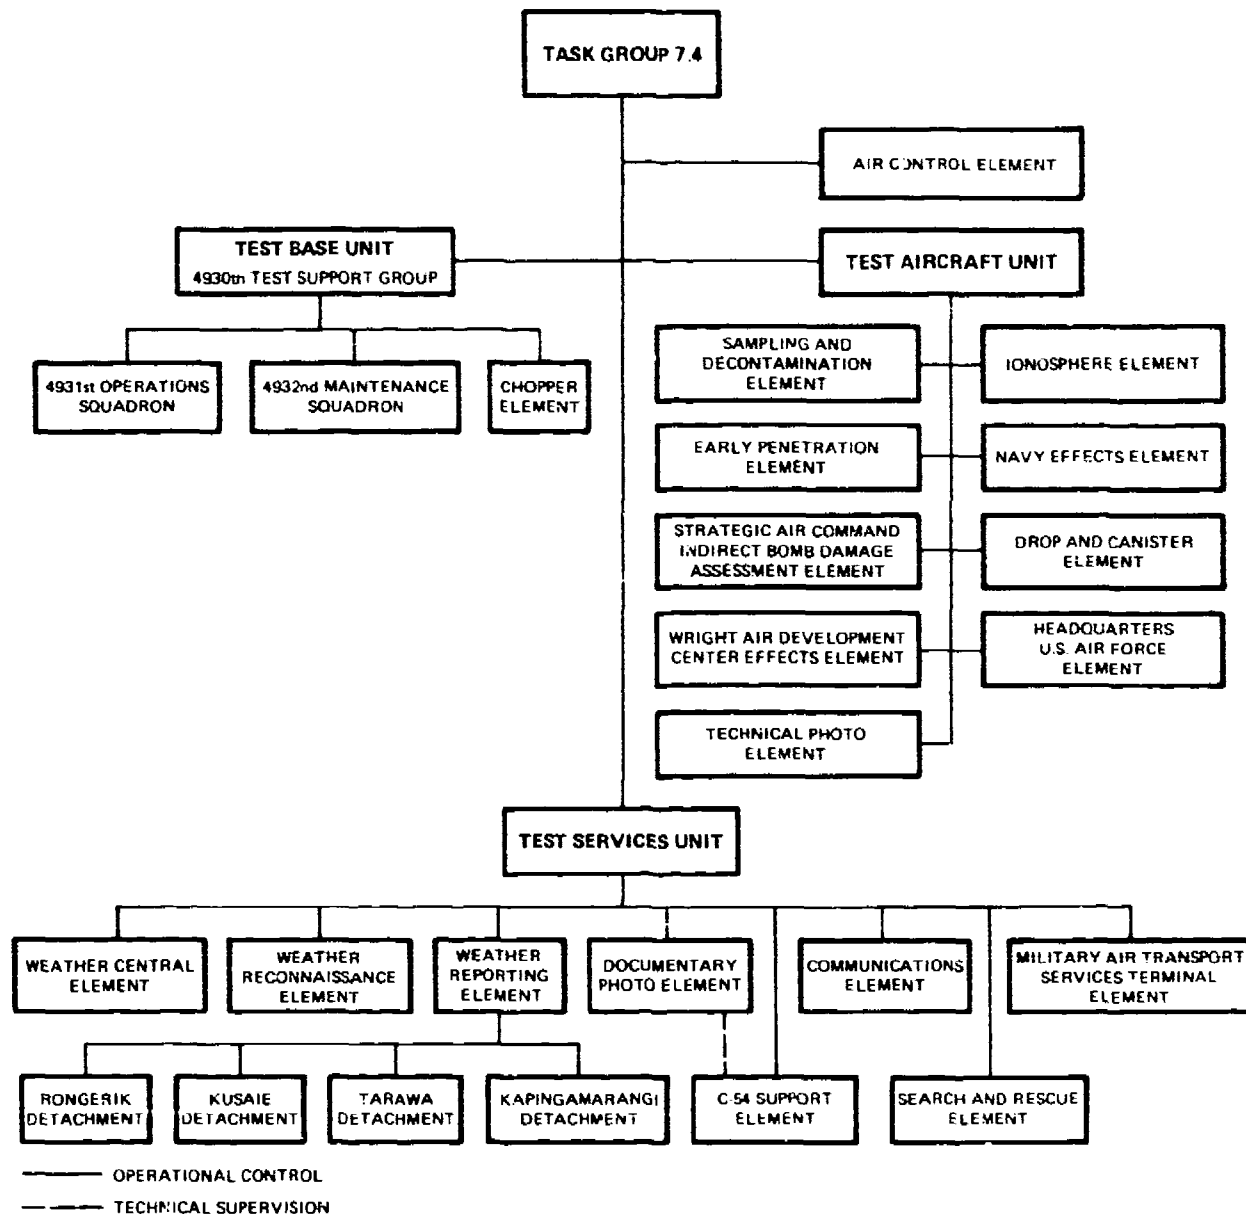 TASK GROUP 7.4
AIR CONTROL ELEMENT
TEST BASE UNIT
4930th TEST SUPPORT GROUP
TEST AIRCRAFT UNIT
4931st OPERATIONS
SQUADRON
4932nd MAINTENANCE
SQUADRON
CHOPPER
ELEMENT
SAMPLING AND
DECONTAMINATION
ELEMENT
IONOSPHERE ELEMENT
EARLY PENETRATION
ELEMENT
NAVY EFFECTS ELEMENT
STRATEGIC AIR COMMAND
INDIRECT BOMB DAMAGE
ASSESSMENT ELEMENT
DROP AND CANISTER
ELEMENT
WRIGHT AIR DEVELOPMENT
CENTER EFFECTS ELEMENT
HEADQUARTERS
U.S. AIR FORCE
ELEMENT
TECHNICAL PHOTO
ELEMENT
TEST SERVICES UNIT
WEATHER CENTRAL
ELEMENT
WEATHER
RECONNAISSANCE
ELEMENT
WEATHER
REPORTING
ELEMENT
DOCUMENTARY
PHOTO ELEMENT
COMMUNICATIONS
ELEMENT
MILITARY AIR TRANSPORT
SERVICES TERMINAL
ELEMENT
RONGERIK
DETACHMENT
KUSAIE
DETACHMENT
TARAWA
DETACHMENT
KAPINGAMARANGI
DETACHMENT
C-54 SUPPORT
ELEMENT
SEARCH AND RESCUE
ELEMENT
OPERATIONAL CONTROL
TECHNICAL SUPERVISION